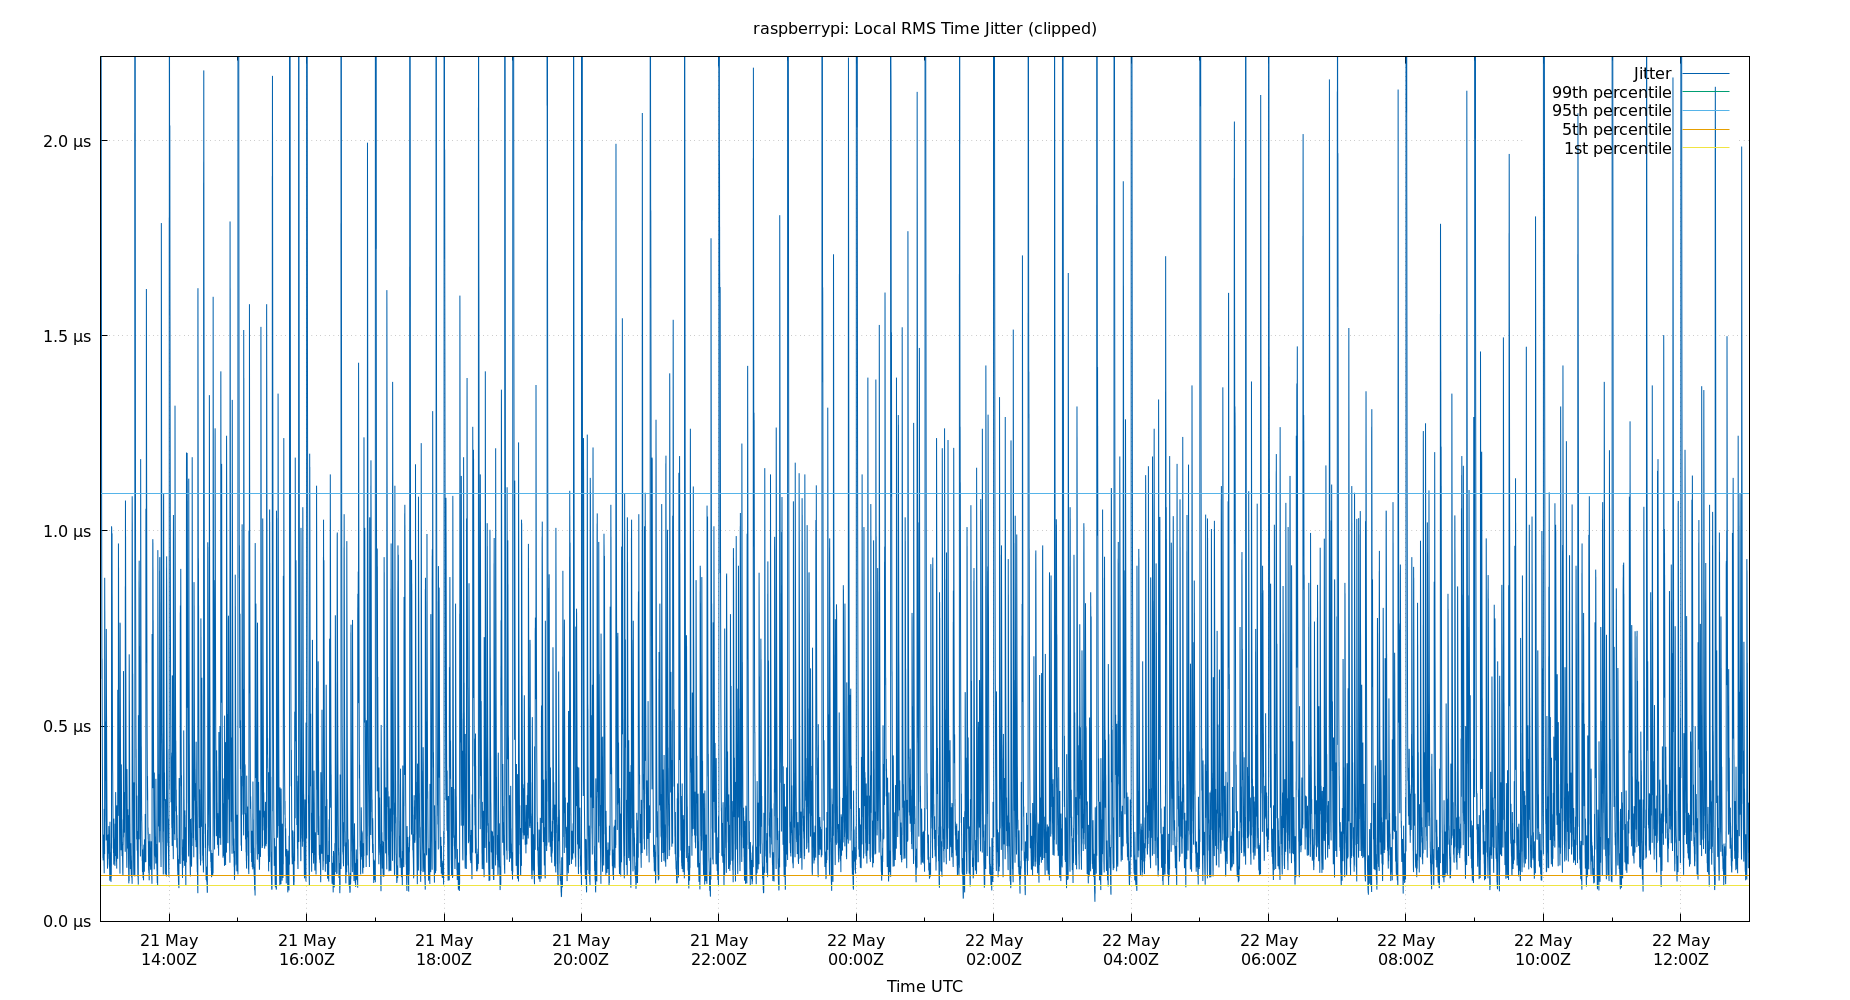 raspberrypi: Local RMS Time Jitter (clipped)
Jitter
99th percentile
95th percentile
5th percentile
1st percentile
2.0 μs
1.5 μs
1.0 μs
0.5 μs
0.0 μs
21 May 21 May 21 May 21 May 21 May 22 May 22 May 22 May 22 May 22 May 22 May 22 May
14:00Z 16:00Z 18:00Z 20:00Z 22:00Z 00:00Z 02:00Z 04:00Z 06:00Z 08:00Z 10:00Z 12:00Z
Time UTC